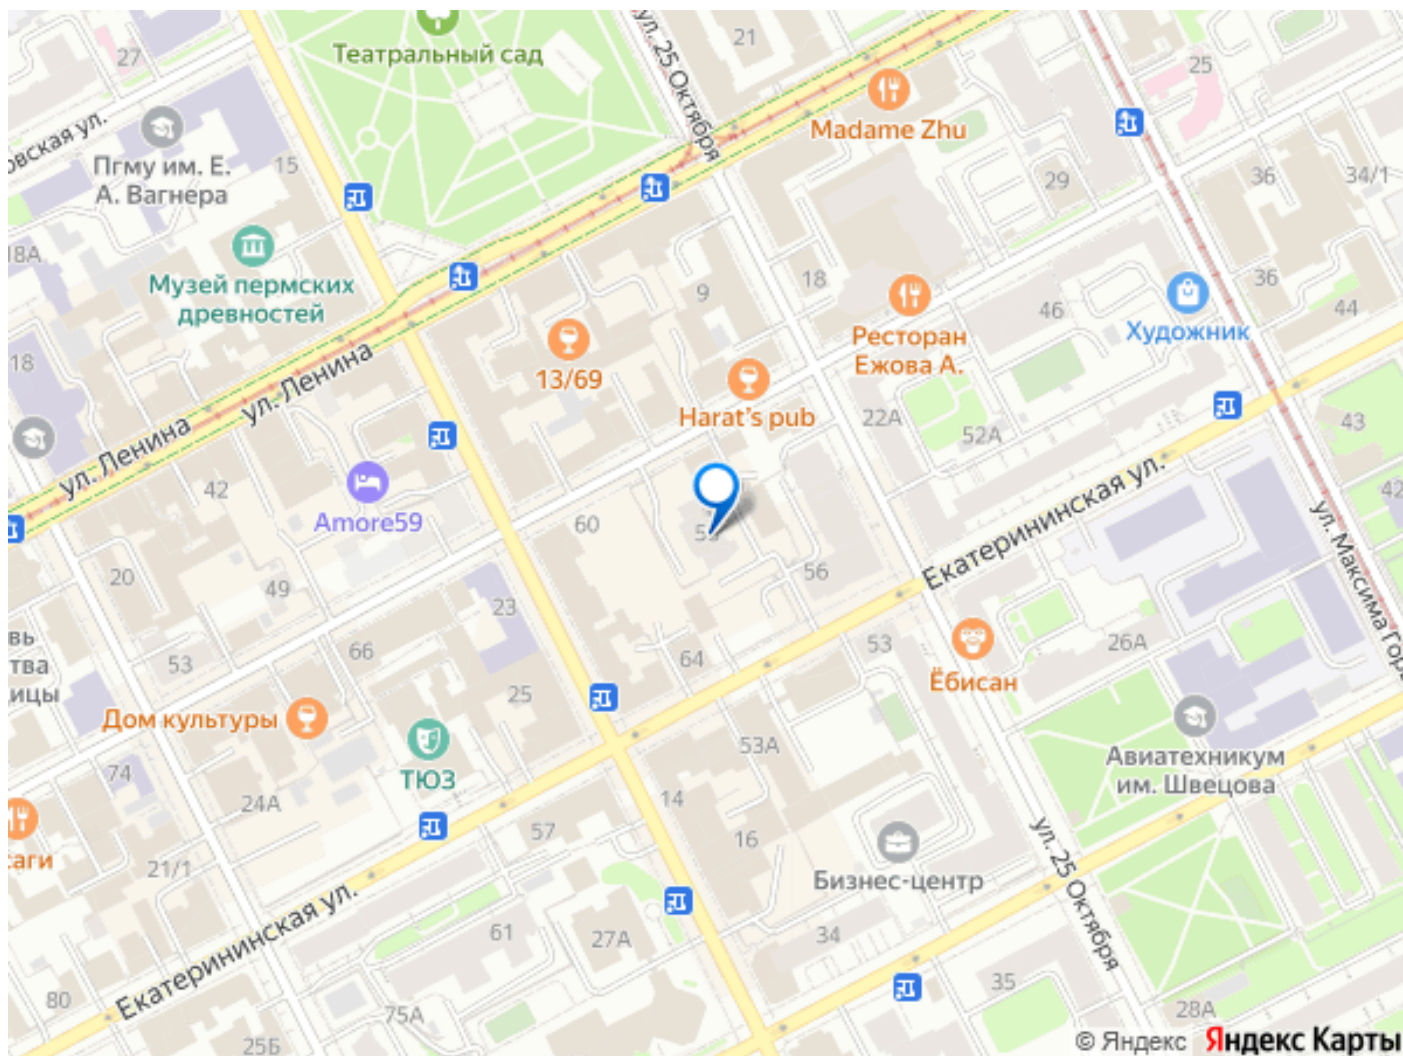 Театральный сад
27
21
ул. 25 Октября
25
Madame Zhu
Пгму им. Е.
А. Вагнера
15
29
36
34/1
18А
Музей пермских
древностей
9
18
36
44
46
Ресторан
Ежова А.
Художник
18
ул. Ленина
13/69
Harat's pub
22А
52А
43
ул. Ленина
42
Amore59
60
Екатерининская ул.
42
ул. Максима Гор
20
49
56
23
66
53
64
53
26А
Ёбисан
25
Дом культуры
ТЮЗ
53А
Авиатехникум
им. Швецова
74
24А
14
16
57
ул. 25 Октября
21/1
Бизнес-центр
Екатерининская ул.
61
27А
34
35
80
75А
25Б
28А
© Яндекс
Яндекс Карты